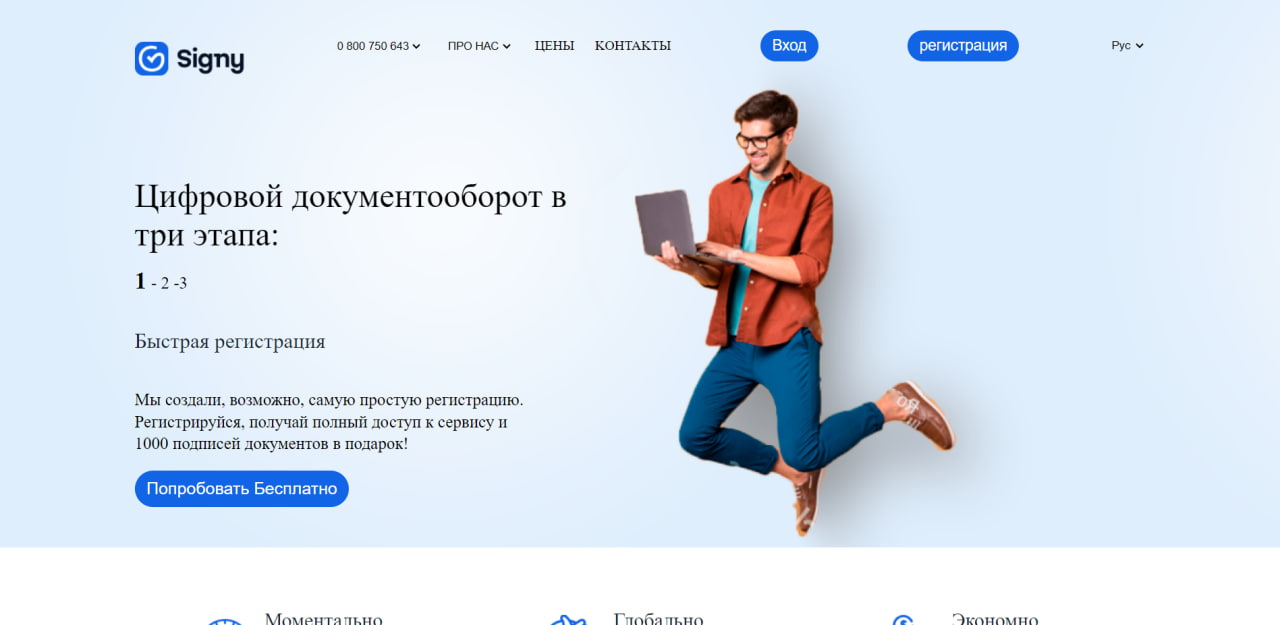 Signy
0 800 750 643
ПРО НАС
ЦЕНЫ
КОНТАКТЫ
Вход
регистрация
Рус
Цифровой документооборот в
три этапа:
1 - 2 -3
Быстрая регистрация
Мы создали, возможно, самую простую регистрацию.
Регистрируйся, получай полный доступ к сервису и
1000 подписей документов в подарок!
Попробовать Бесплатно
Моментально
Глобально
Экономно